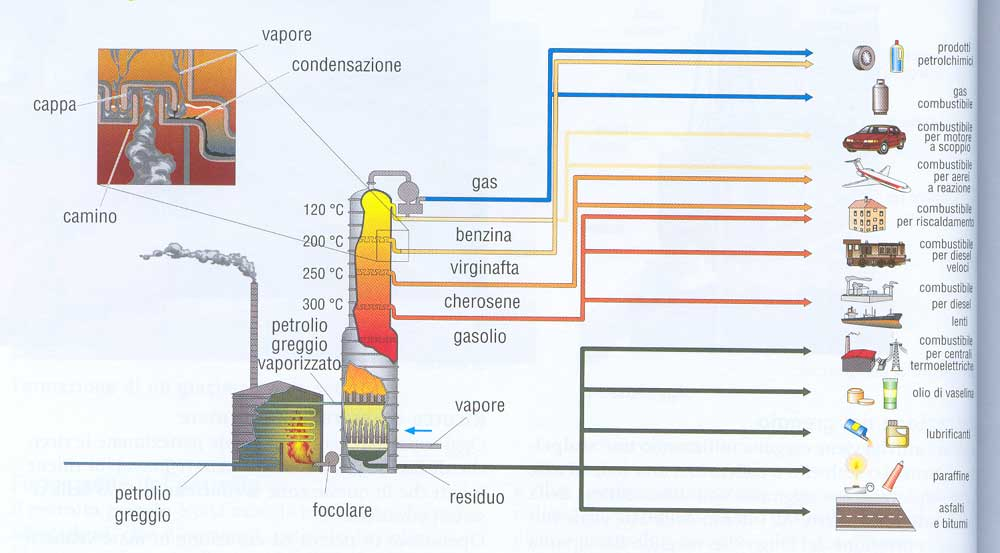 vapore
condensazione
cappa
camino
gas
120 °C
benzina
200 °C
virginafta
250 °C
cherosene
300 °C
gasolio
petrolio
greggio
vaporizzato
vapore
petrolio
greggio
focolare
residuo
prodotti
petrolchimici
gas
combustibile
combustibile
per motore
a scoppio
combustibile
per aerei
a reazione
combustibile
per riscaldamento
combustibile
per diesel
veloci
combustibile
per diesel
lenti
combustibile
per centrali
termoelettriche
olio di vaselina
lubrificanti
paraffine
asfalti
e bitumi